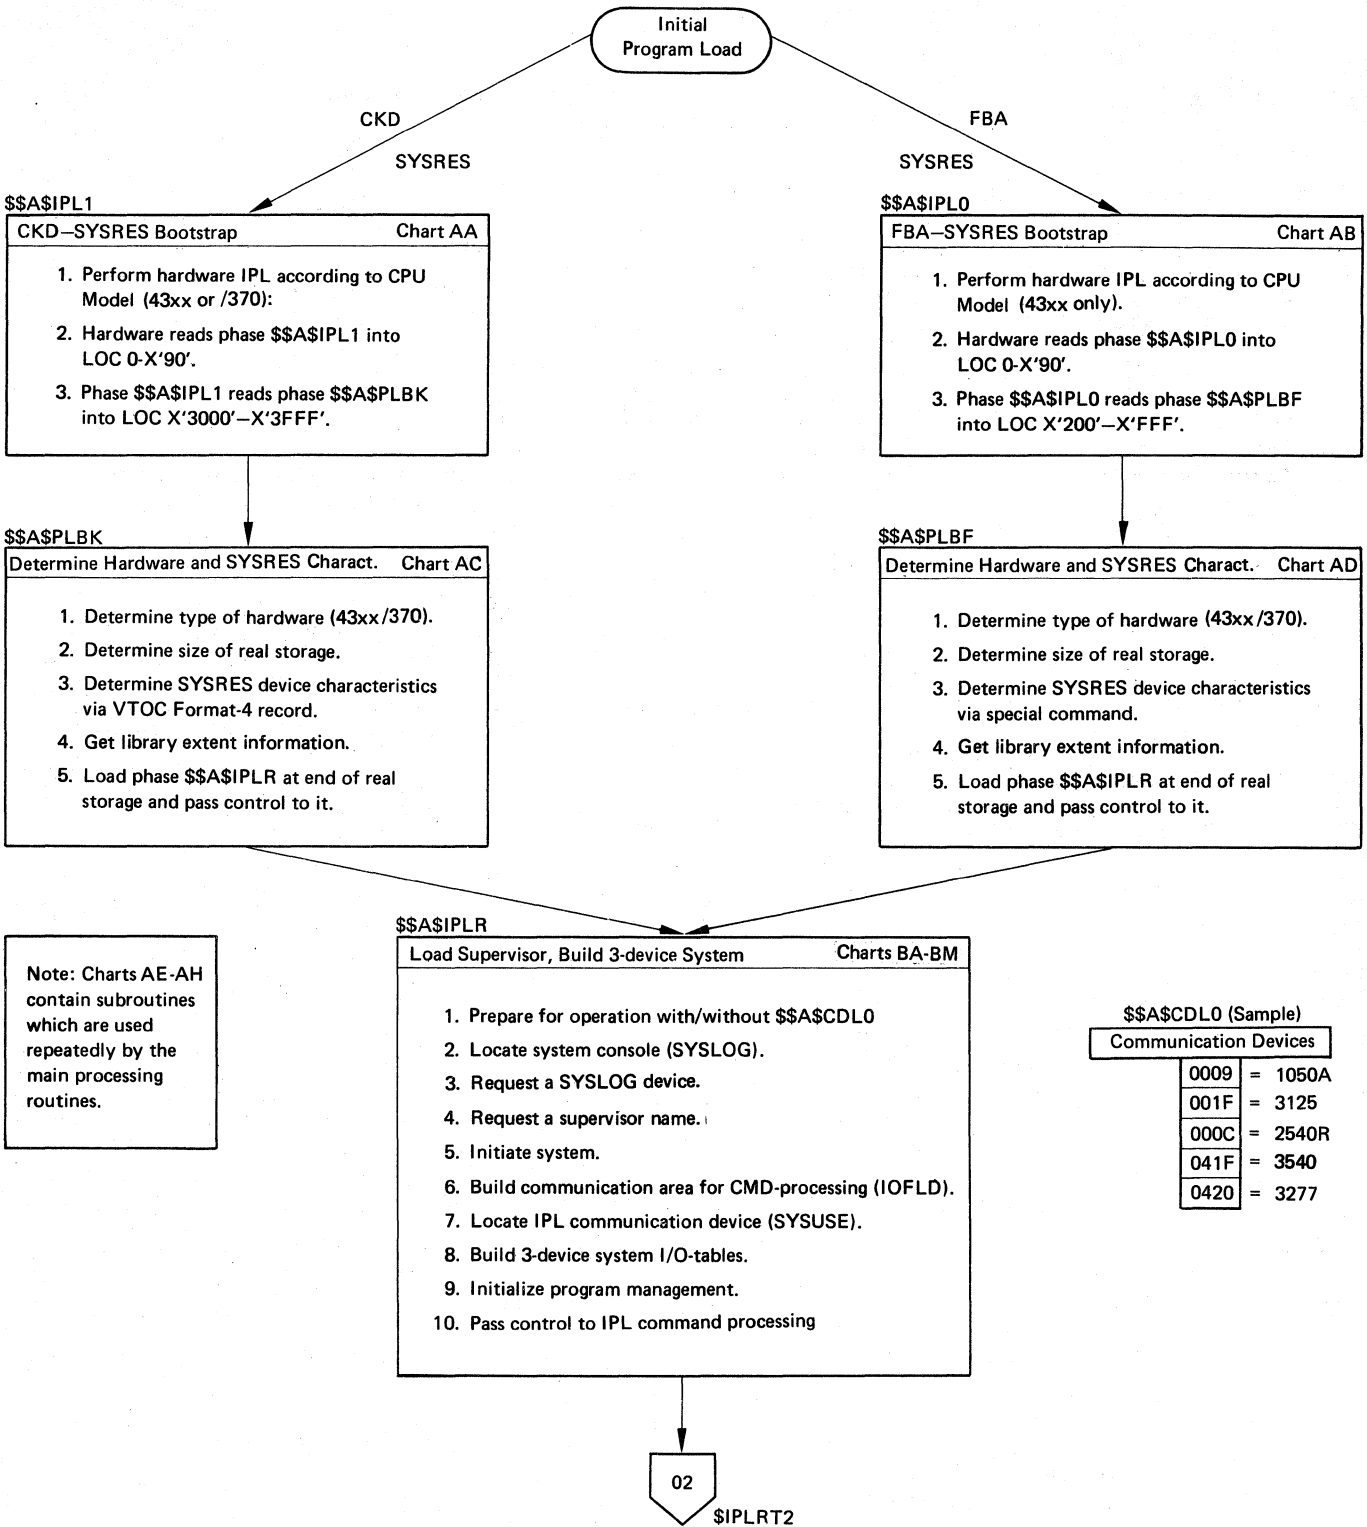 Initial
Program Load
CKD
SYSRES
FBA
SYSRES
$$A$IPL1
CKD–SYSRES Bootstrap Chart AA
1. Perform hardware IPL according to CPU
Model (43xx or /370):
2. Hardware reads phase $$A$IPL1 into
LOC 0-X'90'.
3. Phase $$A$IPL1 reads phase $$A$PLBK
into LOC X'3000'–X'3FFF'.
$$A$IPL0
FBA–SYSRES Bootstrap Chart AB
1. Perform hardware IPL according to CPU
Model (43xx only).
2. Hardware reads phase $$A$IPL0 into
LOC 0-X'90'.
3. Phase $$A$IPL0 reads phase $$A$PLBF
into LOC X'200'–X'FFF'.
$$A$PLBK
Determine Hardware and SYSRES Charact. Chart AC
1. Determine type of hardware (43xx/370).
2. Determine size of real storage.
3. Determine SYSRES device characteristics
via VTOC Format-4 record.
4. Get library extent information.
5. Load phase $$A$IPLR at end of real
storage and pass control to it.
$$A$PLBF
Determine Hardware and SYSRES Charact. Chart AD
1. Determine type of hardware (43xx/370).
2. Determine size of real storage.
3. Determine SYSRES device characteristics
via special command.
4. Get library extent information.
5. Load phase $$A$IPLR at end of real
storage and pass control to it.
Note: Charts AE-AH
contain subroutines
which are used
repeatedly by the
main processing
routines.
$$A$IPLR
Load Supervisor, Build 3-device System Charts BA-BM
1. Prepare for operation with/without $$A$CDL0
2. Locate system console (SYSLOG).
3. Request a SYSLOG device.
4. Request a supervisor name.
5. Initiate system.
6. Build communication area for CMD-processing (IOFLD).
7. Locate IPL communication device (SYSUSE).
8. Build 3-device system I/O-tables.
9. Initialize program management.
10. Pass control to IPL command processing
$$A$CDL0 (Sample)
Communication Devices
0009 = 1050A
001F = 3125
000C = 2540R
041F = 3540
0420 = 3277
02
$IPLRT2